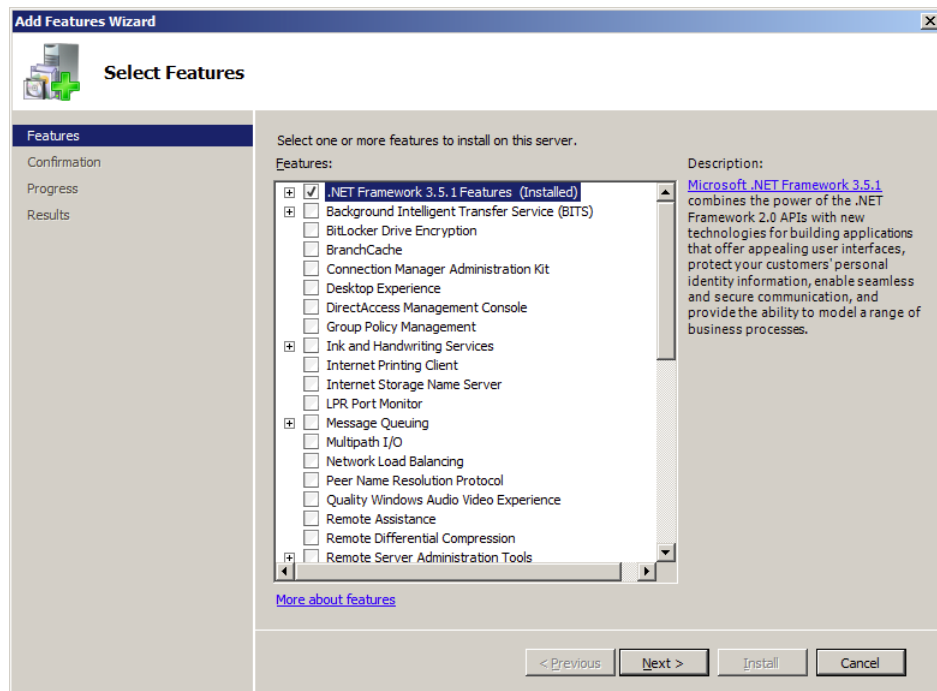 Add Features Wizard
Select Features
Features
Confirmation
Progress
Results
Select one or more features to install on this server.
Features:
.NET Framework 3.5.1 Features (Installed)
Background Intelligent Transfer Service (BITS)
BitLocker Drive Encryption
BranchCache
Connection Manager Administration Kit
Desktop Experience
DirectAccess Management Console
Group Policy Management
Ink and Handwriting Services
Internet Printing Client
Internet Storage Name Server
LPR Port Monitor
Message Queuing
Multipath I/O
Network Load Balancing
Peer Name Resolution Protocol
Quality Windows Audio Video Experience
Remote Assistance
Remote Differential Compression
Remote Server Administration Tools
More about features
Description:
Microsoft .NET Framework 3.5.1
combines the power of the .NET
Framework 2.0 APIs with new
technologies for building applications
that offer appealing user interfaces,
protect your customers' personal
identity information, enable seamless
and secure communication, and
provide the ability to model a range of
business processes.
< Previous
Next >
Install
Cancel